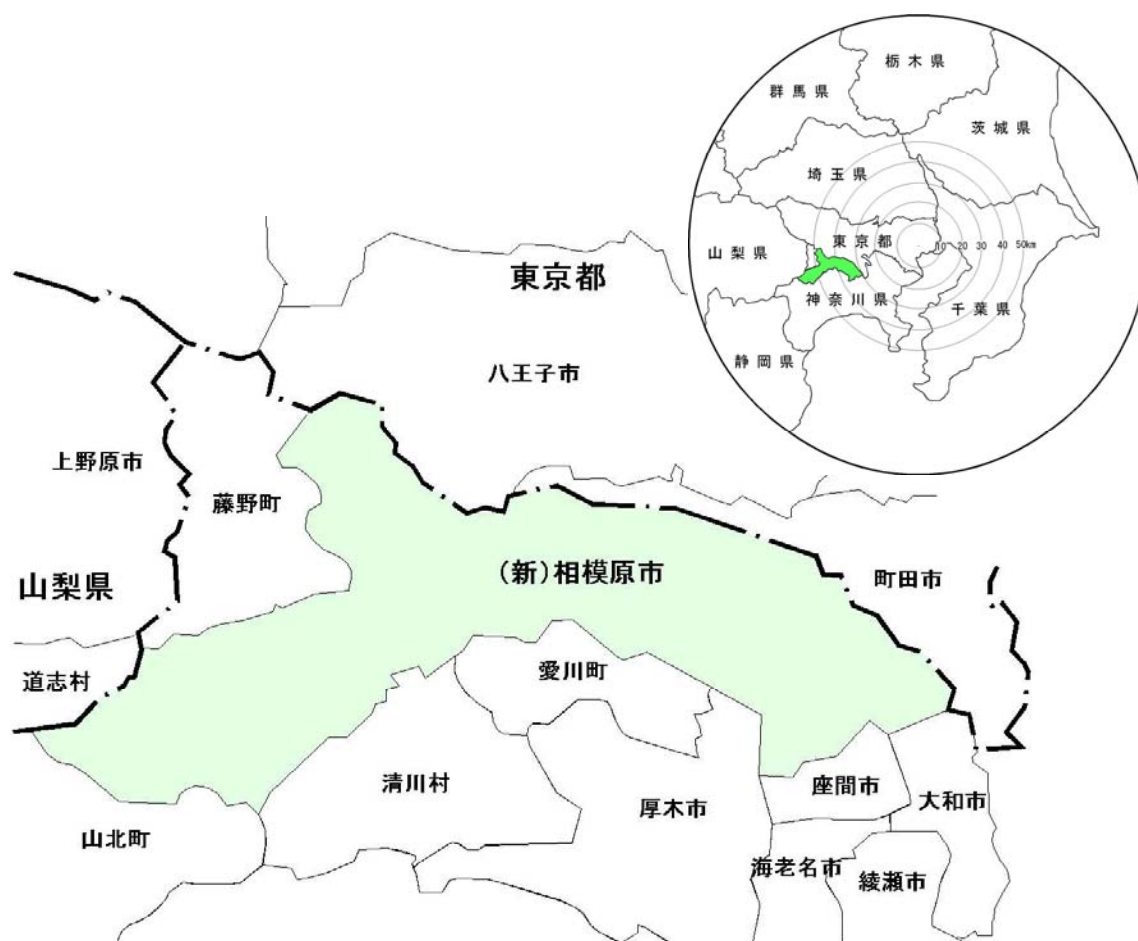 栃木県
群馬県
茨城県
埼玉県
山梨県
東京都
10 20 30 40 50km
神奈川県
千葉県
静岡県
東京都
八王子市
上野原市
藤野町
(新)相模原市
町田市
山梨県
道志村
愛川町
清川村
座間市
厚木市
大和市
山北町
海老名市
綾瀬市